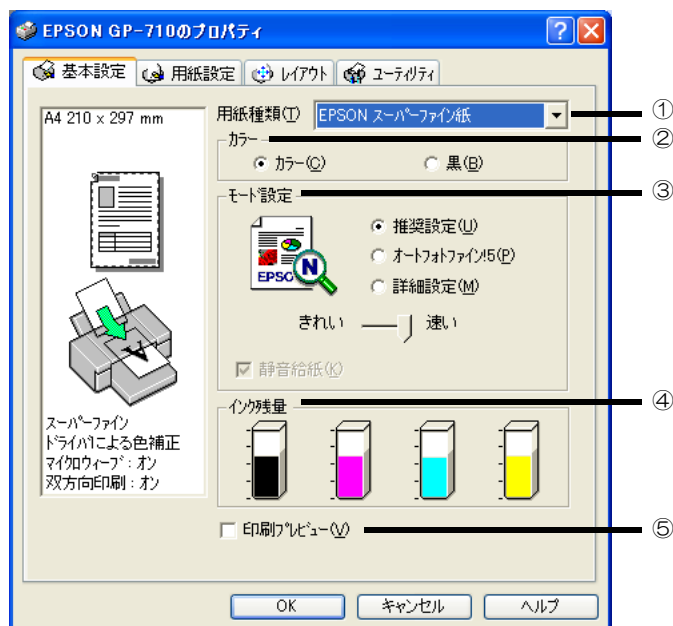 EPSON GP-710のプロパティ
基本設定 用紙設定 レイアウト ユーティリティ
A4 210 x 297 mm
用紙種類(T) EPSON スーパーファイン紙 ①
カラー ②
カラー(C) 黒(B)
モード設定 ③
推奨設定(U)
オートフォトファイン!5(P)
詳細設定(M)
EPSO
N
きれい 速い
静音給紙(K)
A
インク残量 ④
スーパーファイン
ドライバによる色補正
マイクロウィーブ:オン
双方向印刷:オン
印刷プレビュー(V) ⑤
OK キャンセル ヘルプ